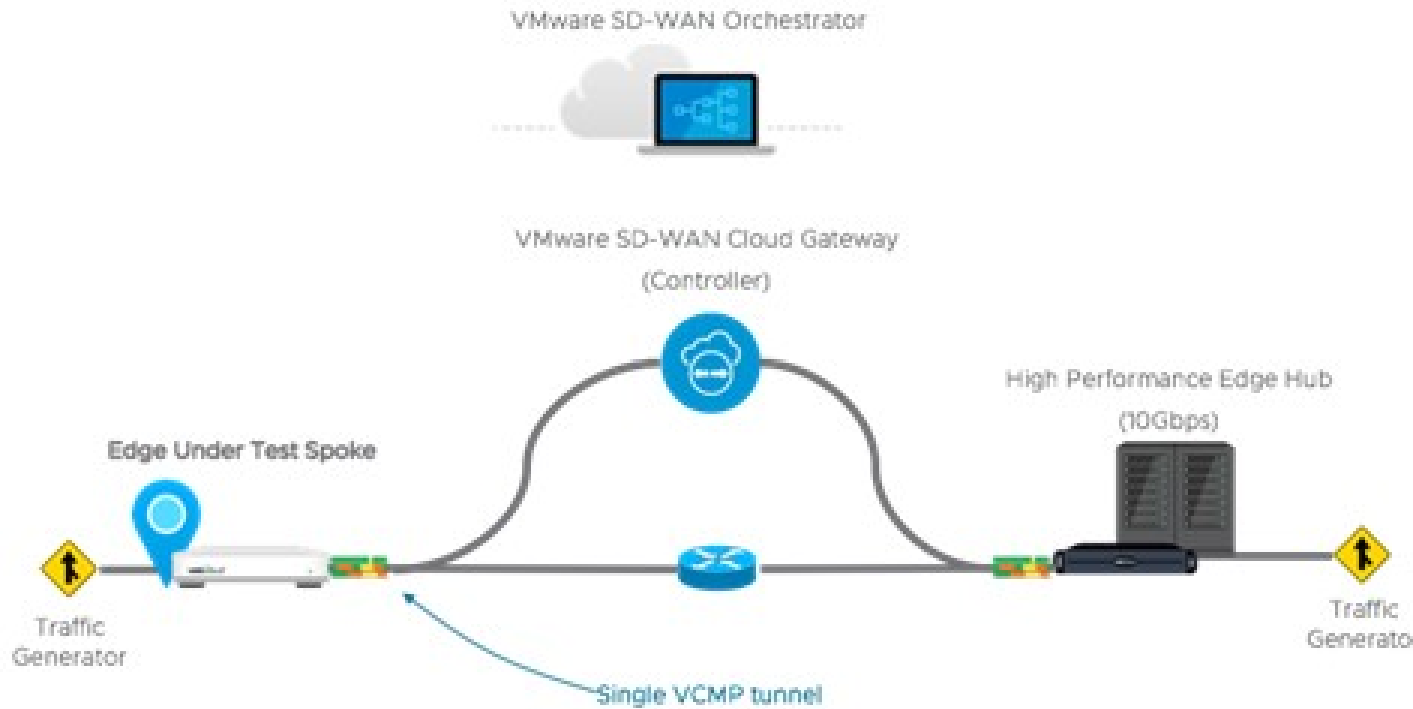 VMware SD-WAN Orchestrator
VMware SD-WAN Cloud Gateway
(Controller)
High Performance Edge Hub
(10Gbps)
Edge Under Test Spoke
Traffic
Generator
Traffic
Generato
Single VCMP tunnel